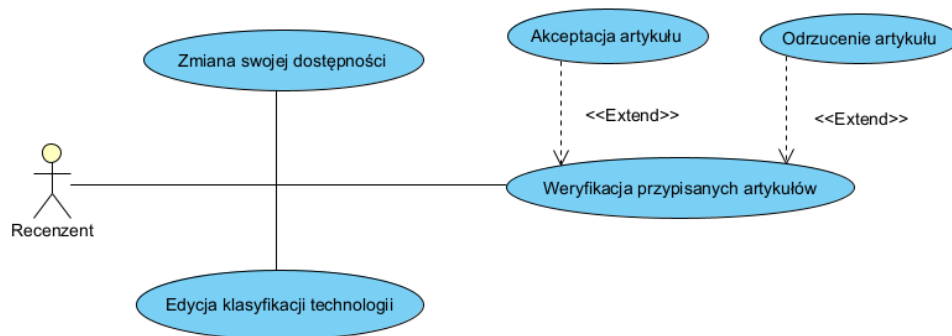 Akceptacja artykułu
Odrzucenie artykułu
Zmiana swojej dostępności
<<Extend>>
<<Extend>>
Weryfikacja przypisanych artykułów
Recenzent
Edycja klasyfikacji technologii